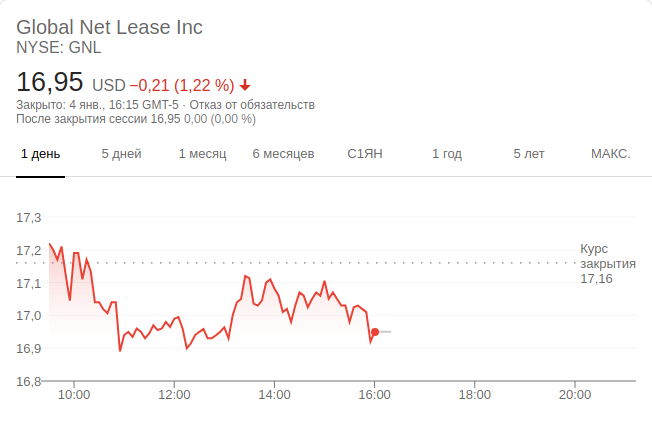 Global Net Lease Inc
NYSE: GNL
16,95 USD −0,21 (1,22 %)
Закрыто: 4 янв., 16:15 GMT-5 · Отказ от обязательств
После закрытия сессии 16,95 0,00 (0,00 %)
1 день 5 дней 1 месяц 6 месяцев С1ЯН 1 год 5 лет МАКС.
17,3
17,2
17,1
17,0
16,9
16,8
Курс
закрытия
17,16
10:00 12:00 14:00 16:00 18:00 20:00